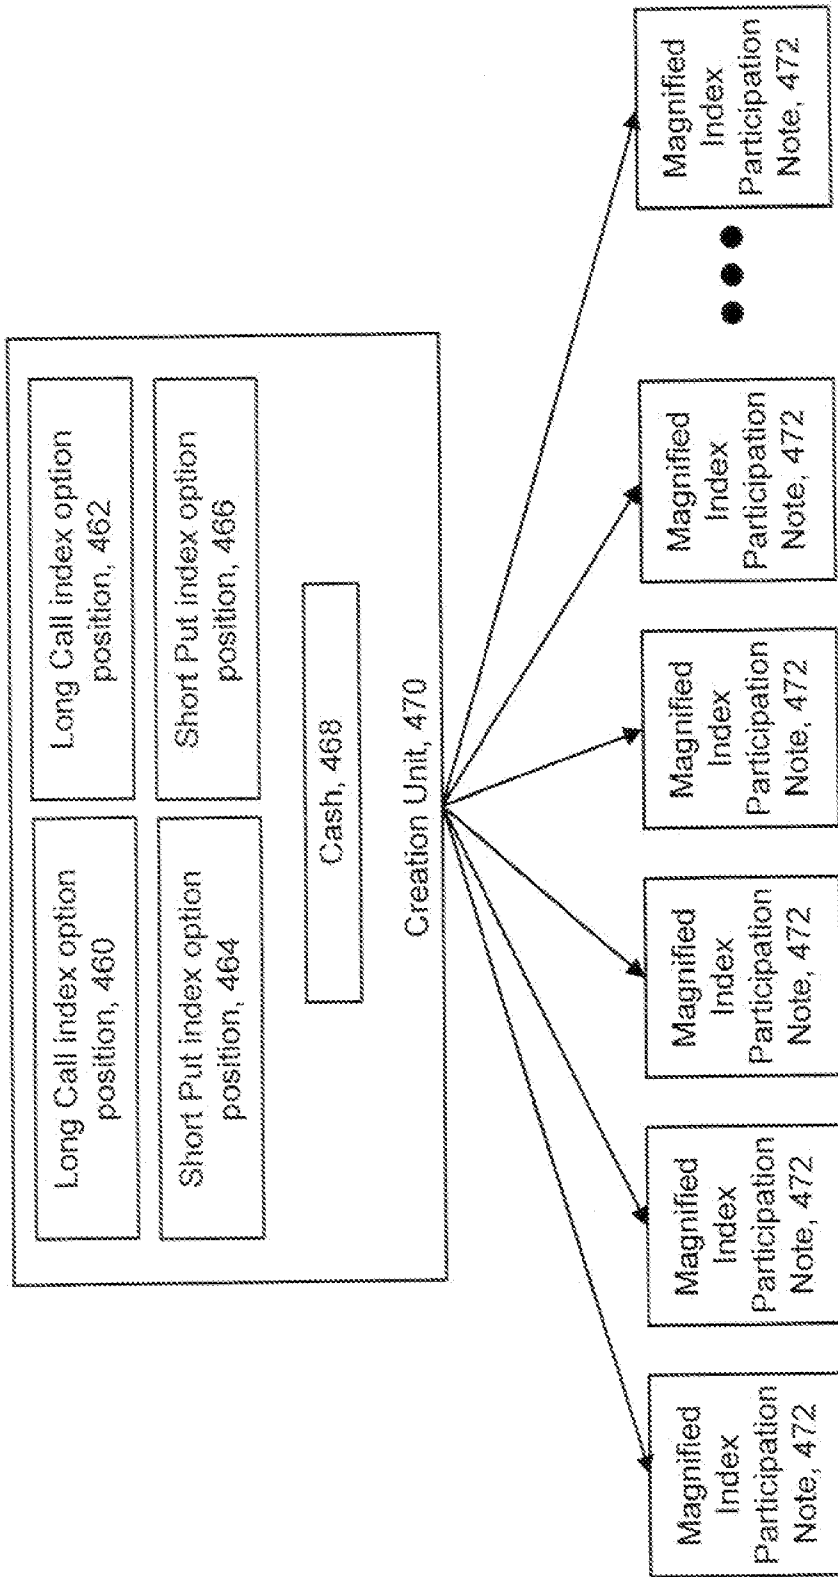 Long Call index option
position, 460
Long Call index option
position, 462
Short Put index option
position, 464
Short Put index option
position, 466
Cash, 468
Creation Unit, 470
Magnified
Index
Participation
Note, 472
Magnified
Index
Participation
Note, 472
Magnified
Index
Participation
Note, 472
Magnified
Index
Participation
Note, 472
Magnified
Index
Participation
Note, 472
Magnified
Index
Participation
Note, 472